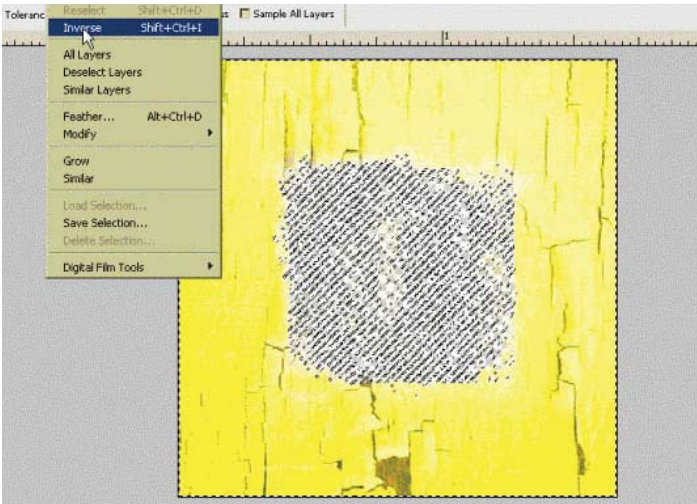 Toleranc
Sample All Layers
Reselect Shift+Ctrl+D
Inverse Shift+Ctrl+I
1
All Layers
Deselect Layers
Similar Layers
Feather... Alt+Ctrl+D
Modify
Grow
Similar
Load Selection...
Save Selection...
Delete Selection...
Digital Film Tools